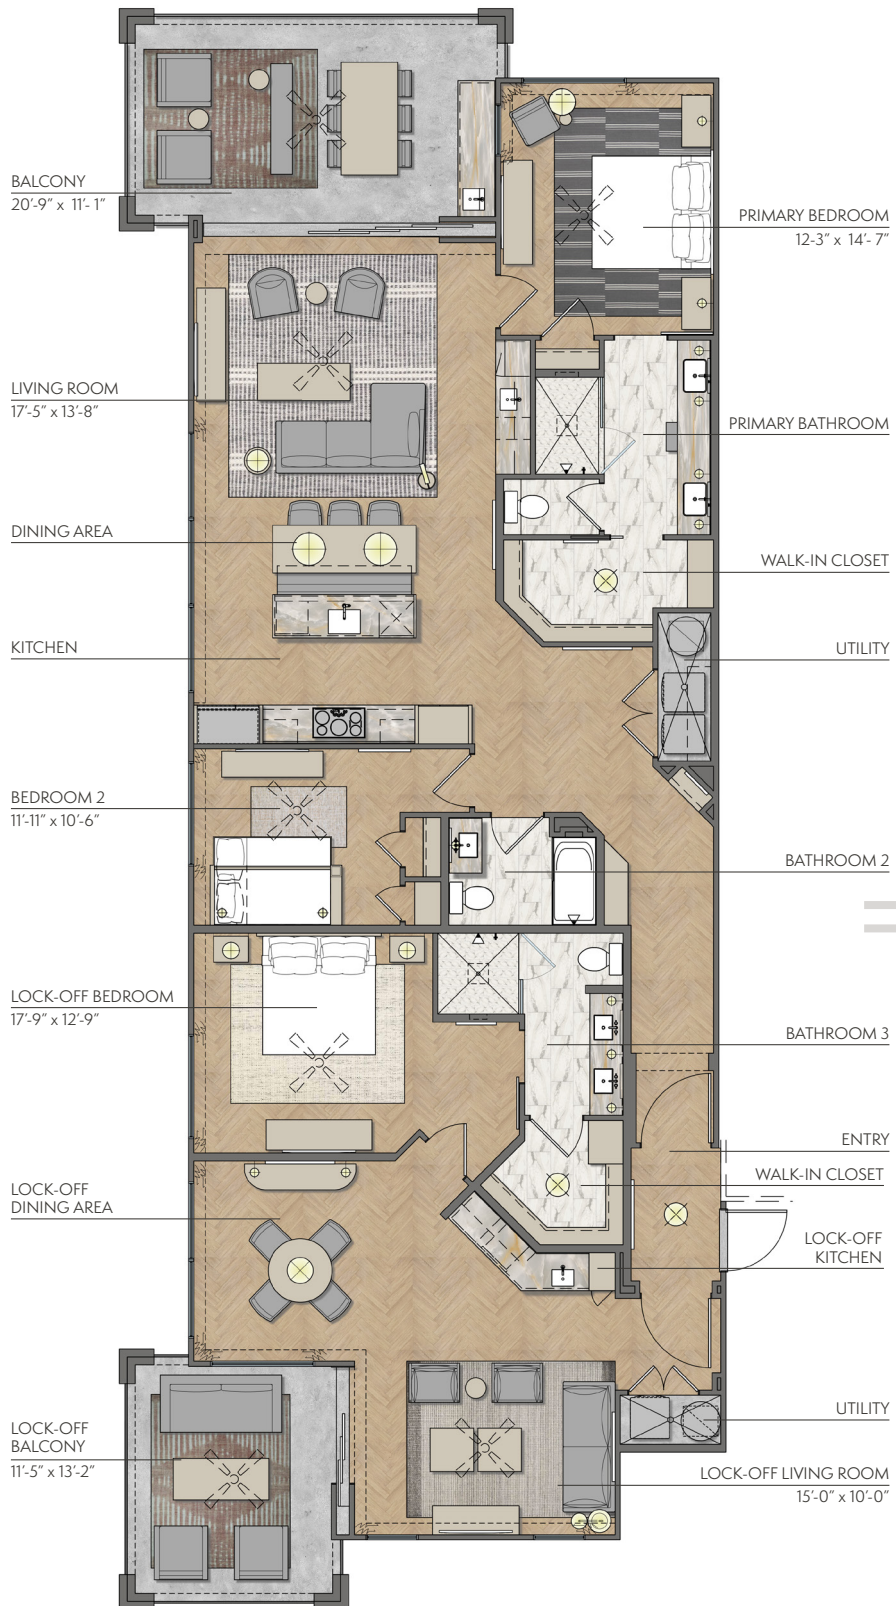 BALCONY
20'-9" x 11'- 1"
LIVING ROOM
17'-5" x 13'-8"
DINING AREA
KITCHEN
BEDROOM 2
11'-11" x 10'-6"
LOCK-OFF BEDROOM
17'-9" x 12'-9"
LOCK-OFF
DINING AREA
LOCK-OFF
BALCONY
11'-5" x 13'-2"
PRIMARY BEDROOM
12-3" x 14'- 7"
PRIMARY BATHROOM
WALK-IN CLOSET
UTILITY
BATHROOM 2
BATHROOM 3
ENTRY
WALK-IN CLOSET
LOCK-OFF
KITCHEN
UTILITY
LOCK-OFF LIVING ROOM
15'-0" x 10'-0"